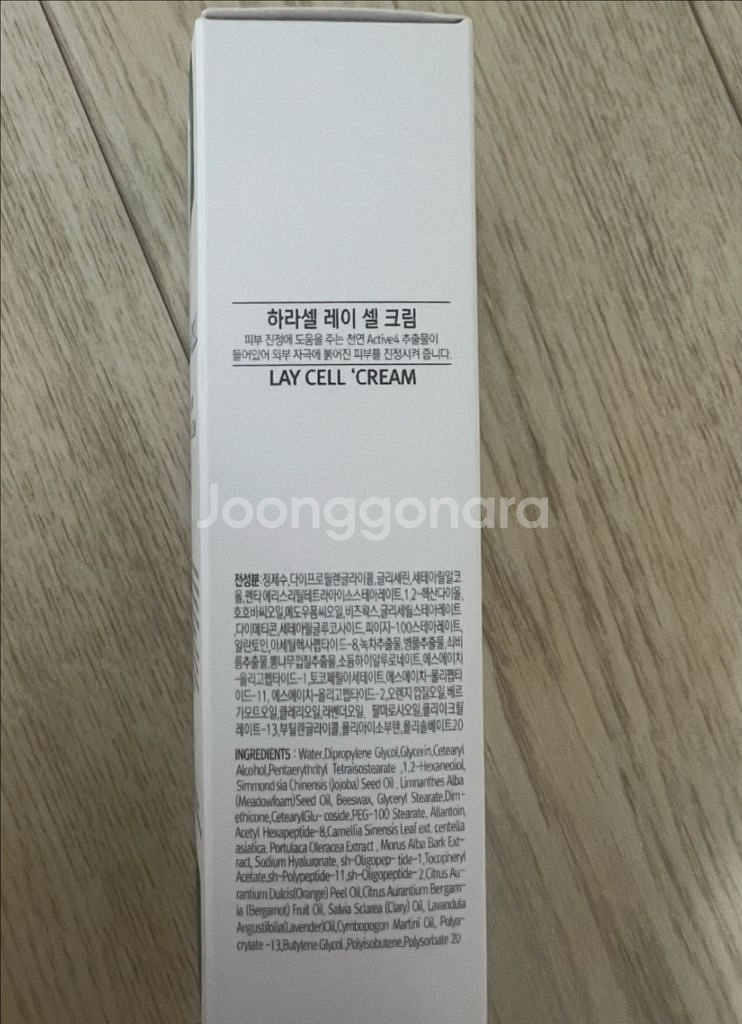 하라셀 레이 셀 크림
피부 진정에 도움을 주는 천연 Active4 추출물이
들어있어 외부 자극에 붉어진 피부를 진정시켜 줍니다.
LAY CELL ‘CREAM
Joonggonara
전성분:정제수,다이프로필렌글라이콜,글리세린,세테아릴알코
올,펜타에리스리틸테트라아이소스테아레이트,1,2-헥산다이올,
호호바씨오일,메도우폼씨오일,비즈왁스,글리세릴스테아레이트
,다이메티콘,세테아릴글루코사이드,피이지-100스테아레이트,
알란토인,아세틸헥사펩타이드-8,녹차추출물,병풀추출물,쇠비
름추출물,뽕나무껍질추출물,소듐하이알루로네이트,에스에이치
-올리고펩타이드-1,토코페릴아세테이트,에스에이치-폴리펩타
이드-11, 에스에이치-올리고펩타이드-2,오렌지껍질오일,베르
가모트오일,클레리오일,라벤더오일, 팔마로사오일,폴리아크릴
레이트-13,부틸렌글라이콜,폴리아이소부텐,폴리솔베이트20
INGREDIENTS : Water,Dipropylene Glycol,Glycerin,Cetearyl
Alcohol,Pentaerythrityl Tetraisostearate ,1,2-Hexanediol,
Simmond sia Chinensis (Jojoba) Seed Oil , Limnanthes Alba
(Meadowfoam)Seed Oil, Beeswax, Glyceryl Stearate,Dim-
ethicone,CetearylGlu- coside,PEG-100 Stearate, Allantoin,
Acetyl Hexapeptide-8,Camellia Sinensis Leaf ext. centella
asiatica, Portulaca Oleracea Extract , Morus Alba Bark Ext-
ract, Sodium Hyaluronate, sh-Oligopep- tide-1,Tocopheryl
Acetate,sh-Polypeptide-11,sh-Oligopeptide-2,Citrus Au-
rantium Dulcis(Orange) Peel Oil,Citrus Aurantium Bergam-
ia (Bergamot) Fruit Oil, Salvia Sclarea (Clary) Oil, Lavandula
Angustifolia(Lavender)Oil,Cymbopogon Martini Oil, Polya-
crylate -13,Butylene Glycol ,Polyisobutene,Polysorbate 20